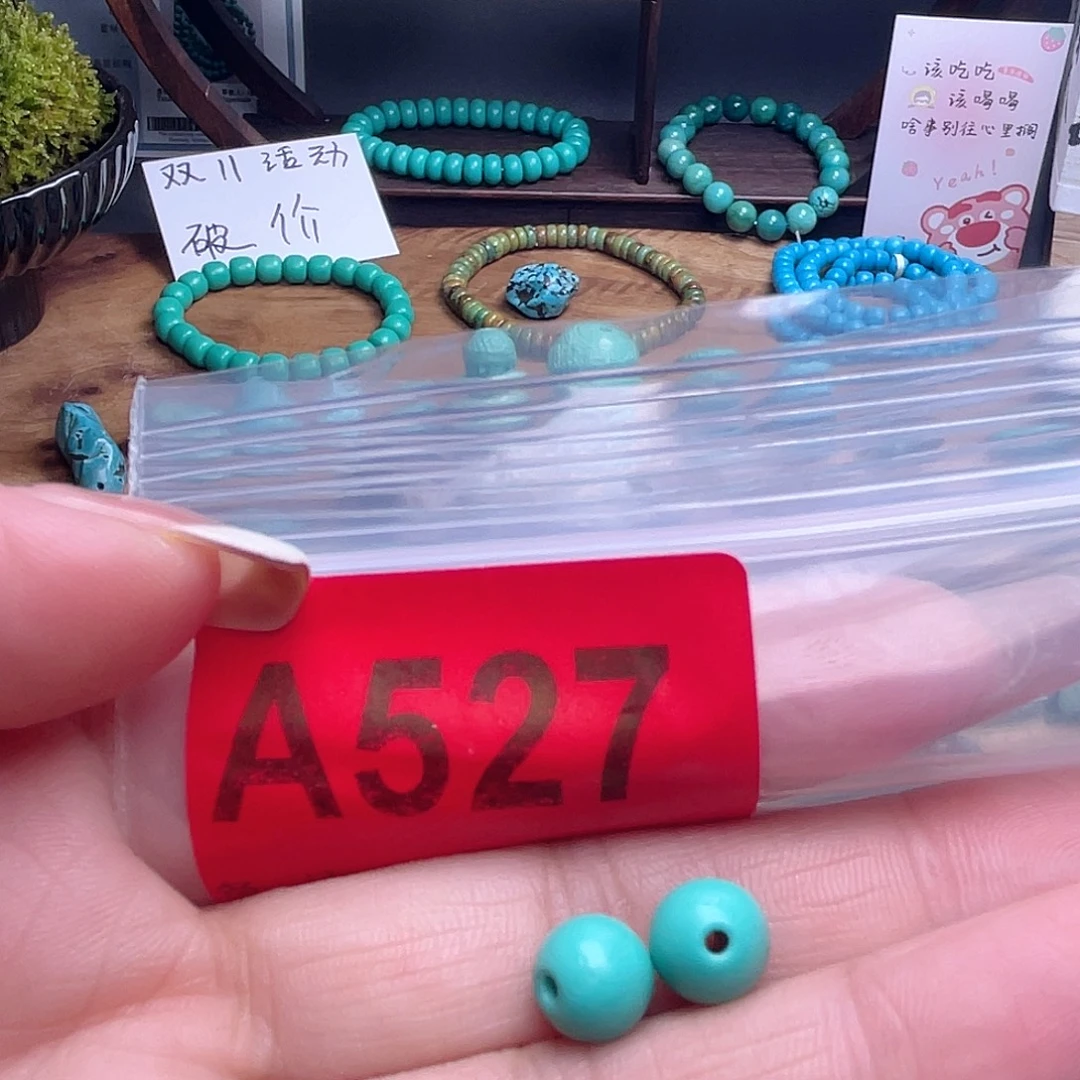 双11活动
破价
该吃吃
该喝喝
啥事别往心里搁
Yeah!
A527